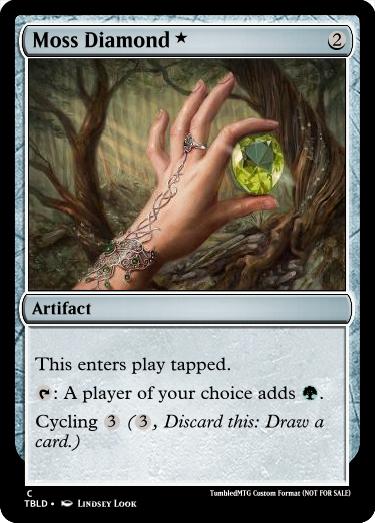 Moss Diamond ★ 2
Artifact
This enters play tapped.
: A player of your choice adds .
Cycling 3 (3, Discard this: Draw a
card.)
C
TBLD • Lindsey Look
TumbledMTG Custom Format (NOT FOR SALE)